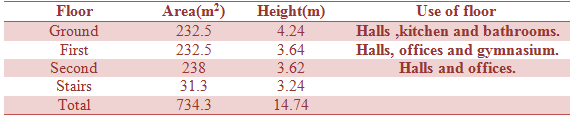 Floor Area(m²) Height(m) Use of floor
Ground 232.5 4.24 Halls ,kitchen and bathrooms.
First 232.5 3.64 Halls, offices and gymnasium.
Second 238 3.62 Halls and offices.
Stairs 31.3 3.24
Total 734.3 14.74